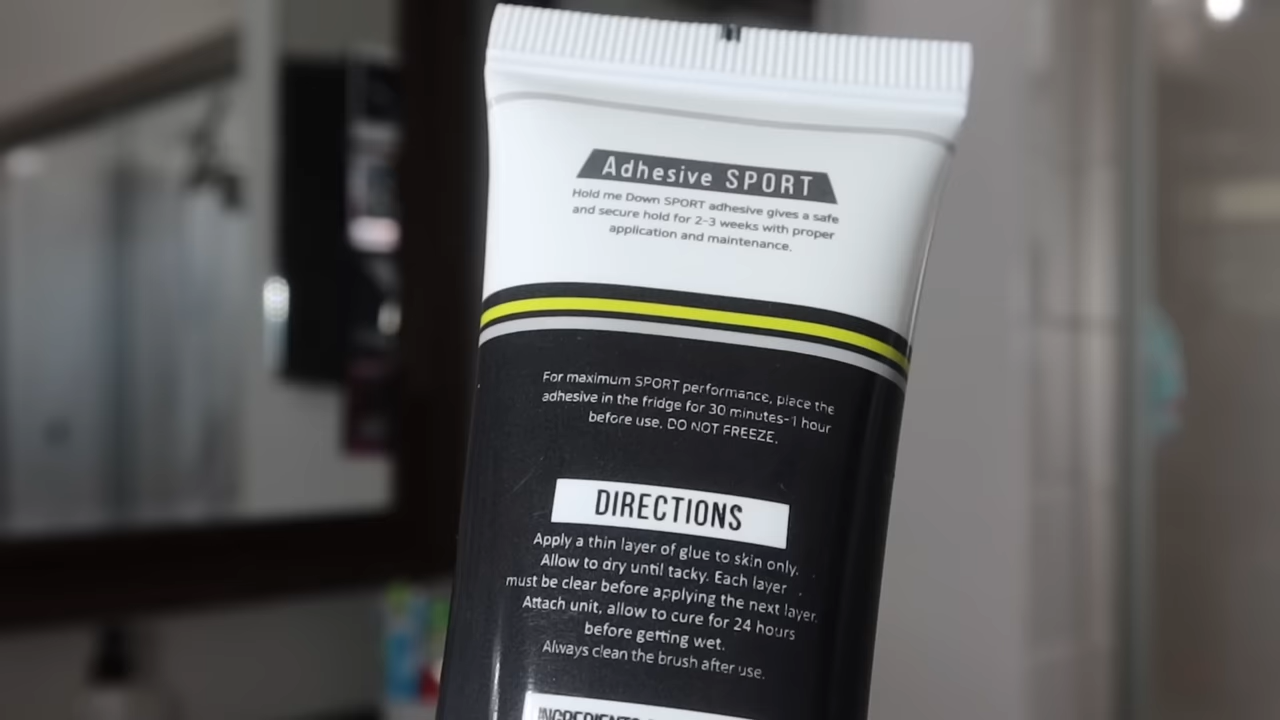 Adhesive SPORT
Hold me Down SPORT adhesive gives a safe
and secure hold for 2-3 weeks with proper
application and maintenance.
For maximum SPORT performance, place the
adhesive in the fridge for 30 minutes-1 hour
before use. DO NOT FREEZE.
DIRECTIONS
Apply a thin layer of glue to skin only.
Allow to dry until tacky. Each layer
must be clear before applying the next layer.
Attach unit, allow to cure for 24 hours
before getting wet.
Always clean the brush after use.
INGREDIENTS